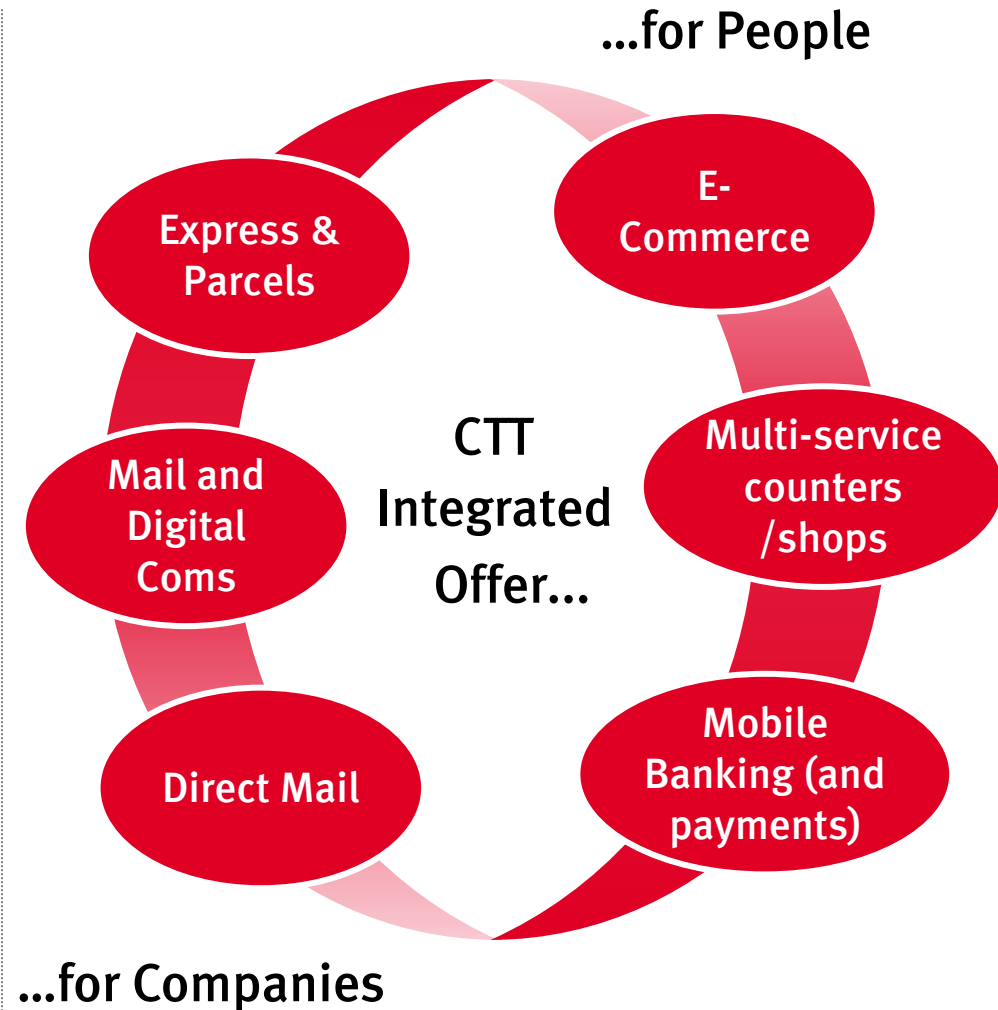 ...for People
E-
Commerce
Express &
Parcels
Multi-service
counters
/shops
CTT
Integrated
Offer...
Mail and
Digital
Coms
Mobile
Banking (and
payments)
Direct Mail
...for Companies